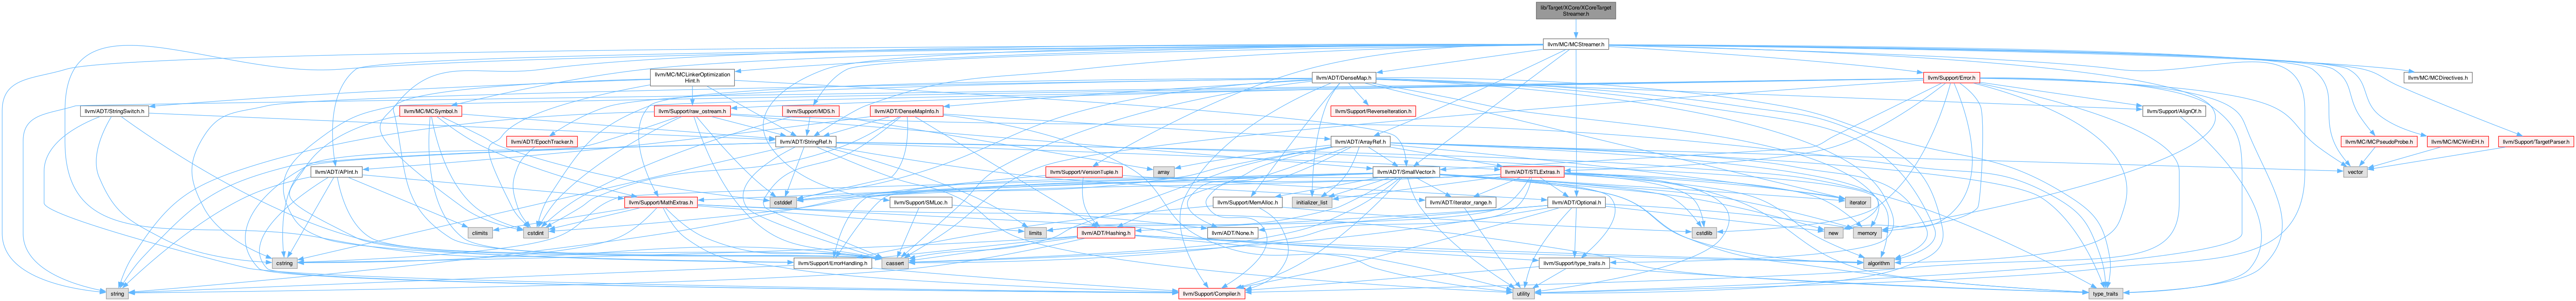 lib/Target/XCore/XCoreTarget
Streamer.h
llvm/MC/MCStreamer.h
llvm/MC/MCLinkerOptimization
Hint.h
llvm/ADT/DenseMap.h
llvm/Support/Error.h
llvm/MC/MCDirectives.h
llvm/ADT/StringSwitch.h
llvm/MC/MCSymbol.h
llvm/Support/raw_ostream.h
llvm/Support/MD5.h
llvm/ADT/DenseMapInfo.h
llvm/Support/ReverseIteration.h
llvm/Support/AlignOf.h
llvm/ADT/EpochTracker.h
llvm/ADT/StringRef.h
llvm/ADT/ArrayRef.h
llvm/MC/MCPseudoProbe.h
llvm/MC/MCWinEH.h
llvm/Support/TargetParser.h
llvm/ADT/APInt.h
llvm/Support/VersionTuple.h
array
llvm/ADT/SmallVector.h
llvm/ADT/STLExtras.h
vector
llvm/Support/MathExtras.h
cstddef
llvm/Support/SMLoc.h
llvm/Support/MemAlloc.h
initializer_list
llvm/ADT/iterator_range.h
llvm/ADT/Optional.h
iterator
climits
cstdint
limits
llvm/ADT/Hashing.h
llvm/ADT/None.h
cstdlib
new
memory
cstring
llvm/Support/ErrorHandling.h
cassert
llvm/Support/type_traits.h
algorithm
string
llvm/Support/Compiler.h
utility
type_traits